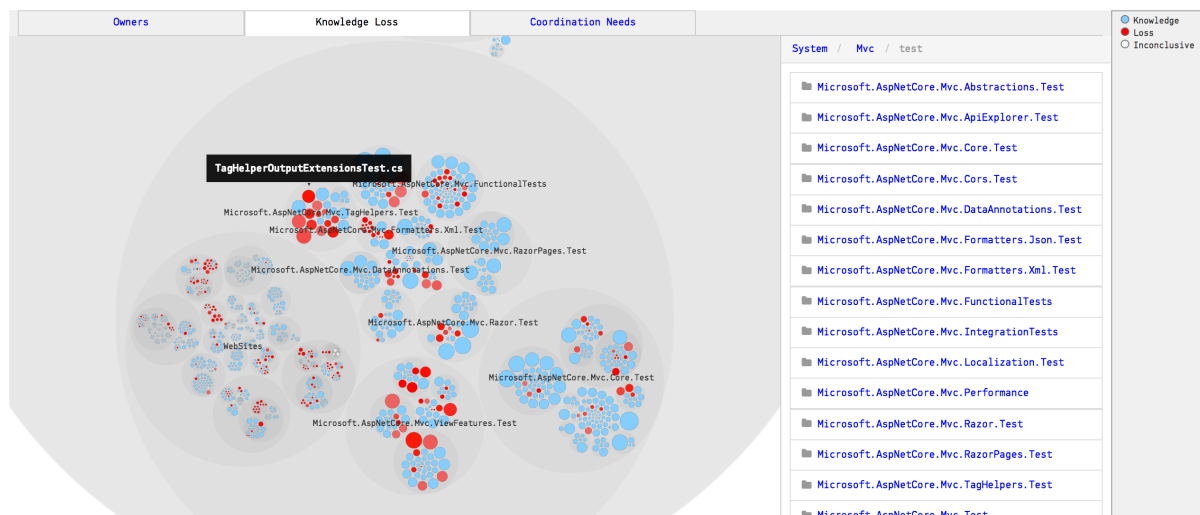 Owners
Knowledge Loss
Coordination Needs
Knowledge
Loss
Inconclusive
System / Mvc / test
Microsoft.AspNetCore.Mvc.Abstractions.Test
Microsoft.AspNetCore.Mvc.ApiExplorer.Test
Microsoft.AspNetCore.Mvc.Core.Test
Microsoft.AspNetCore.Mvc.Cors.Test
Microsoft.AspNetCore.Mvc.DataAnnotations.Test
Microsoft.AspNetCore.Mvc.Formatters.Json.Test
Microsoft.AspNetCore.Mvc.Formatters.Xml.Test
Microsoft.AspNetCore.Mvc.FunctionalTests
Microsoft.AspNetCore.Mvc.IntegrationTests
Microsoft.AspNetCore.Mvc.Localization.Test
Microsoft.AspNetCore.Mvc.Performance
Microsoft.AspNetCore.Mvc.Razor.Test
Microsoft.AspNetCore.Mvc.RazorPages.Test
Microsoft.AspNetCore.Mvc.TagHelpers.Test
Microsoft.AspNetCore.Mvc.Test
TagHelperOutputExtensionsTest.cs
Microsoft.AspNetCore.Mvc.FunctionalTests
Microsoft.AspNetCore.Mvc.TagHelpers.Test
Microsoft.AspNetCore.Mvc.Formatters.Xml.Test
Microsoft.AspNetCore.Mvc.RazorPages.Test
Microsoft.AspNetCore.Mvc.DataAnnotations.Test
Microsoft.AspNetCore.Mvc.Razor.Test
WebSites
Microsoft.AspNetCore.Mvc.Core.Test
Microsoft.AspNetCore.Mvc.ViewFeatures.Test